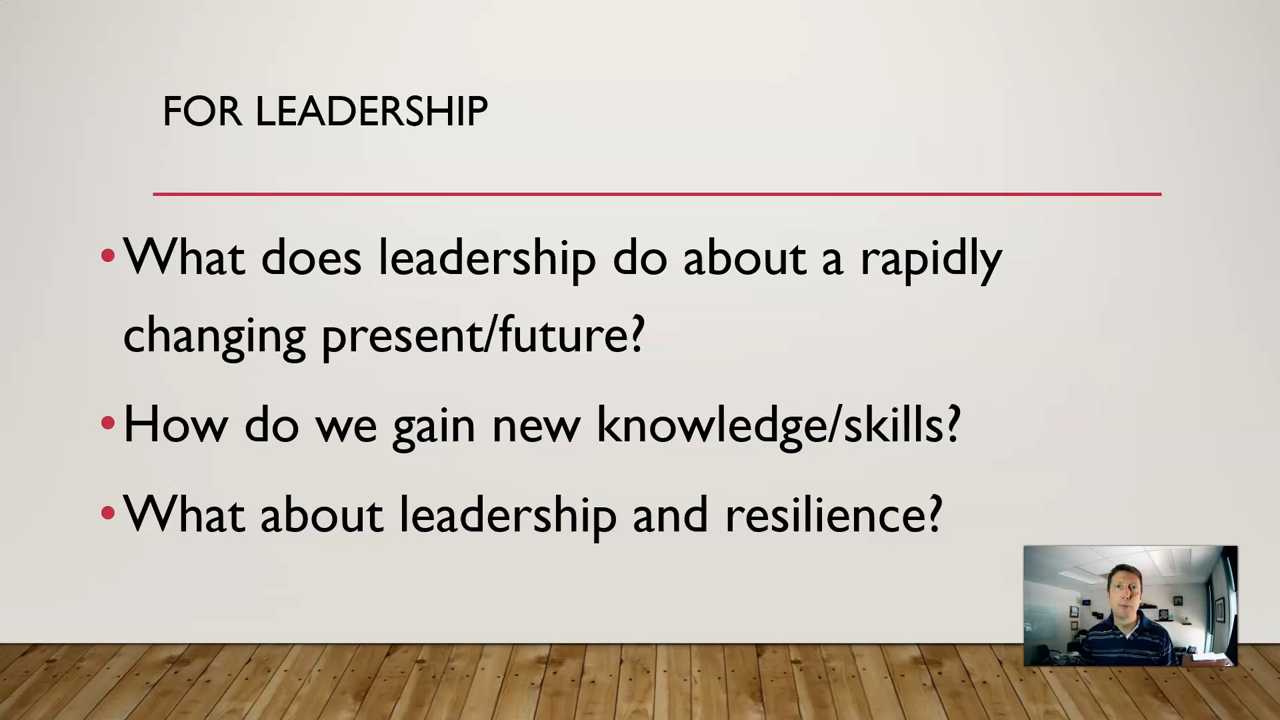 FOR LEADERSHIP
•What does leadership do about a rapidly
changing present/future?
•How do we gain new knowledge/skills?
•What about leadership and resilience?